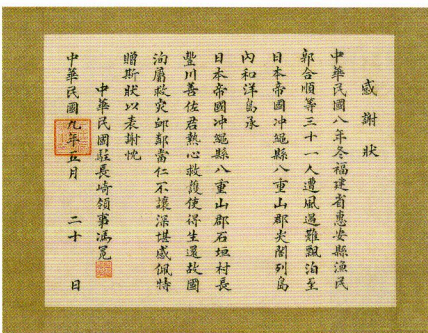 感謝狀
中華民國八年冬福建省惠安縣漁民
郭合順等三十一人遭風遇難飄泊至
日本帝國沖繩縣八重山郡尖閣列島
內和洋島承
日本帝國沖繩縣八重山郡石垣村長
豐川善佐君熱心救護使得生還故國
洵屬救災恤鄰當仁不讓深堪感佩特
贈斯狀以表謝忱
中華民國駐長崎領事馮冕
中華民國九年五月 二十 日